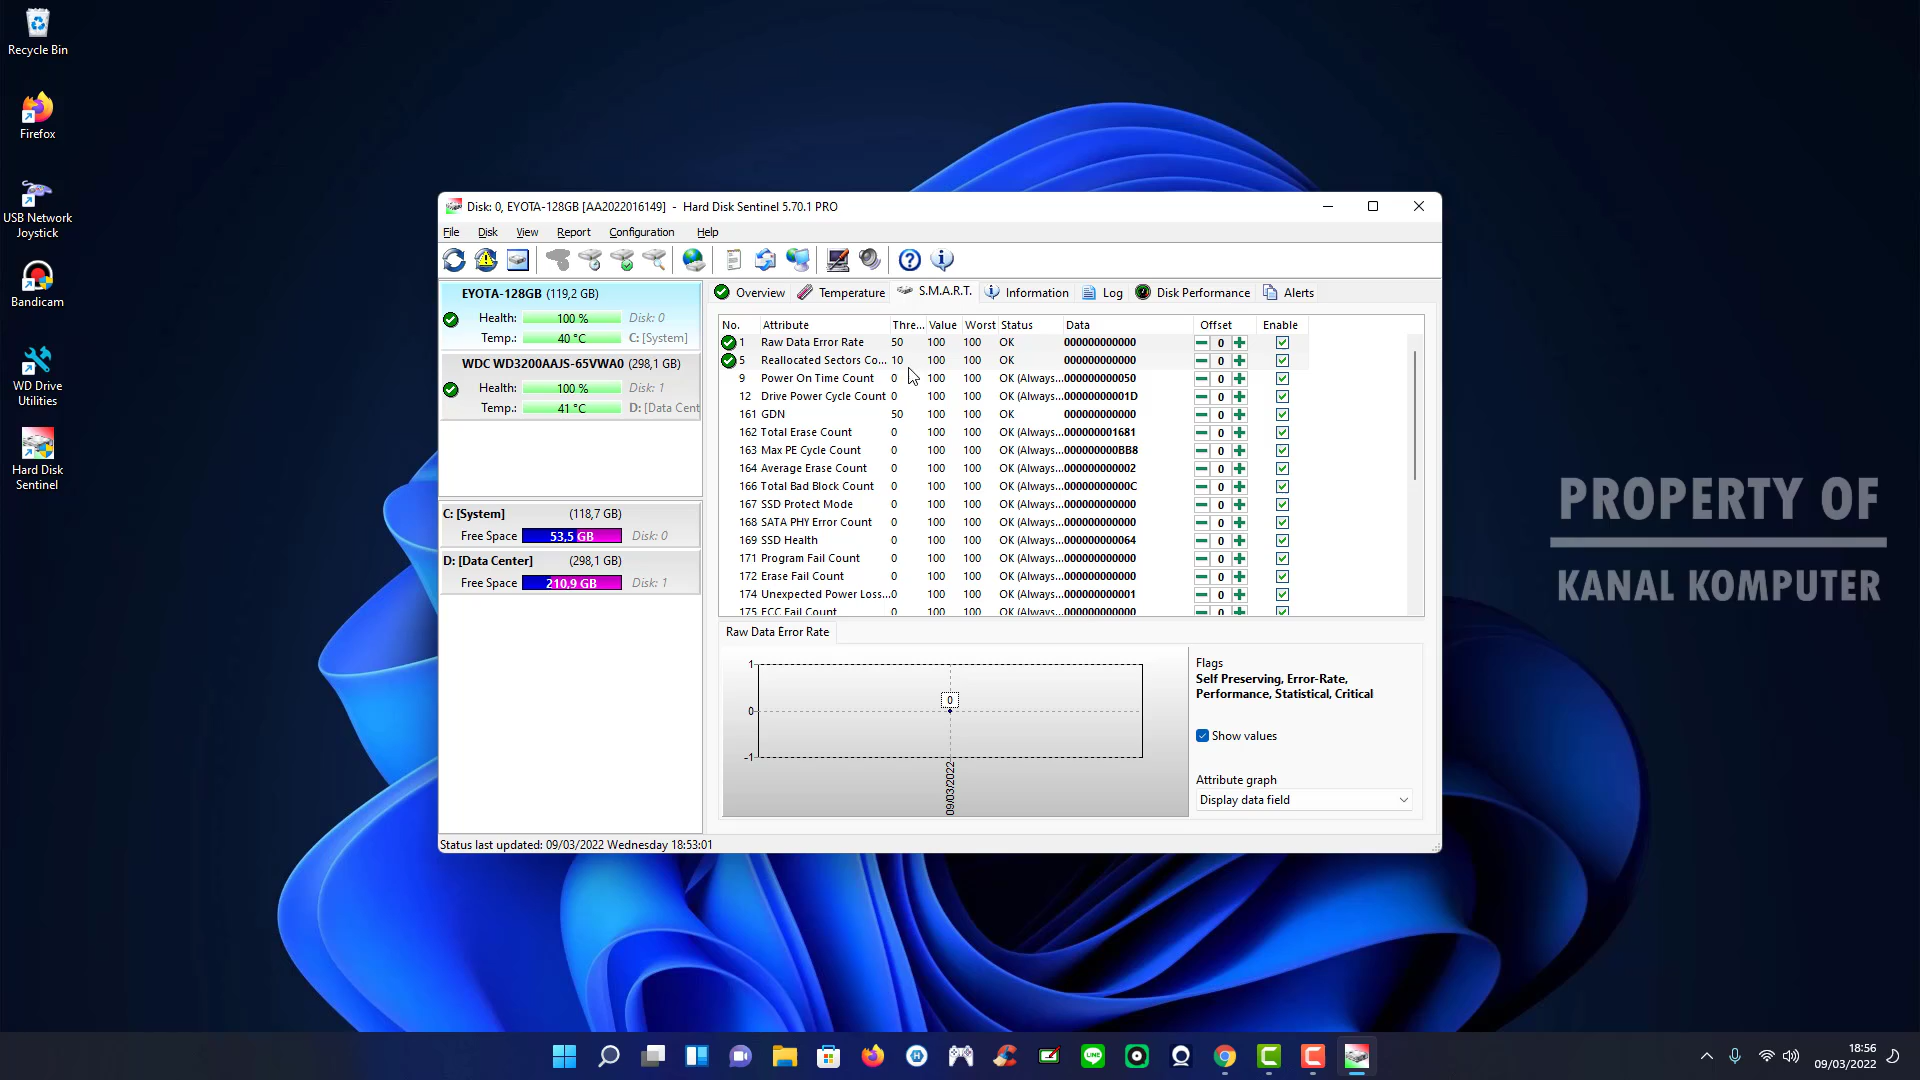 Recycle Bin
Firefox
USB Network
Joystick
Bandicam
WD Drive
Utilities
Hard Disk
Sentinel
Disk: 0, EYOTA-128GB [AA2022016149] - Hard Disk Sentinel 5.70.1 PRO
File Disk View Report Configuration Help
EYOTA-128GB (119,2 GB)
Health: 100 % Disk: 0
Temp.: 40 °C C: [System]
WDC WD3200AAJS-65VWA0 (298,1 GB)
Health: 100 % Disk: 1
Temp.: 41 °C D: [Data Cent
C: [System] (118,7 GB)
Free Space 53,5 GB Disk: 0
D: [Data Center] (298,1 GB)
Free Space 210,9 GB Disk: 1
Overview Temperature S.M.A.R.T. Information Log Disk Performance Alerts
No. Attribute Thre... Value Worst Status Data Offset Enable
1 Raw Data Error Rate 50 100 100 OK 000000000000 0
5 Reallocated Sectors Co... 10 100 100 OK 000000000000 0
9 Power On Time Count 0 100 100 OK (Always... 000000000050 0
12 Drive Power Cycle Count 0 100 100 OK (Always... 00000000001D 0
161 GDN 50 100 100 OK 000000000000 0
162 Total Erase Count 0 100 100 OK (Always... 000000001681 0
163 Max PE Cycle Count 0 100 100 OK (Always... 000000000BB8 0
164 Average Erase Count 0 100 100 OK (Always... 000000000002 0
166 Total Bad Block Count 0 100 100 OK (Always... 00000000000C 0
167 SSD Protect Mode 0 100 100 OK (Always... 000000000000 0
168 SATA PHY Error Count 0 100 100 OK (Always... 000000000000 0
169 SSD Health 0 100 100 OK (Always... 000000000064 0
171 Program Fail Count 0 100 100 OK (Always... 000000000000 0
172 Erase Fail Count 0 100 100 OK (Always... 000000000000 0
174 Unexpected Power Loss... 0 100 100 OK (Always... 000000000001 0
175 ECC Fail Count 0 100 100 OK (Always... 000000000000 0
Raw Data Error Rate
1
0
0
-1
09/03/2022
Flags
Self Preserving, Error-Rate,
Performance, Statistical, Critical
Show values
Attribute graph
Display data field
Status last updated: 09/03/2022 Wednesday 18:53:01
PROPERTY OF
KANAL KOMPUTER
LINE
18:56
09/03/2022